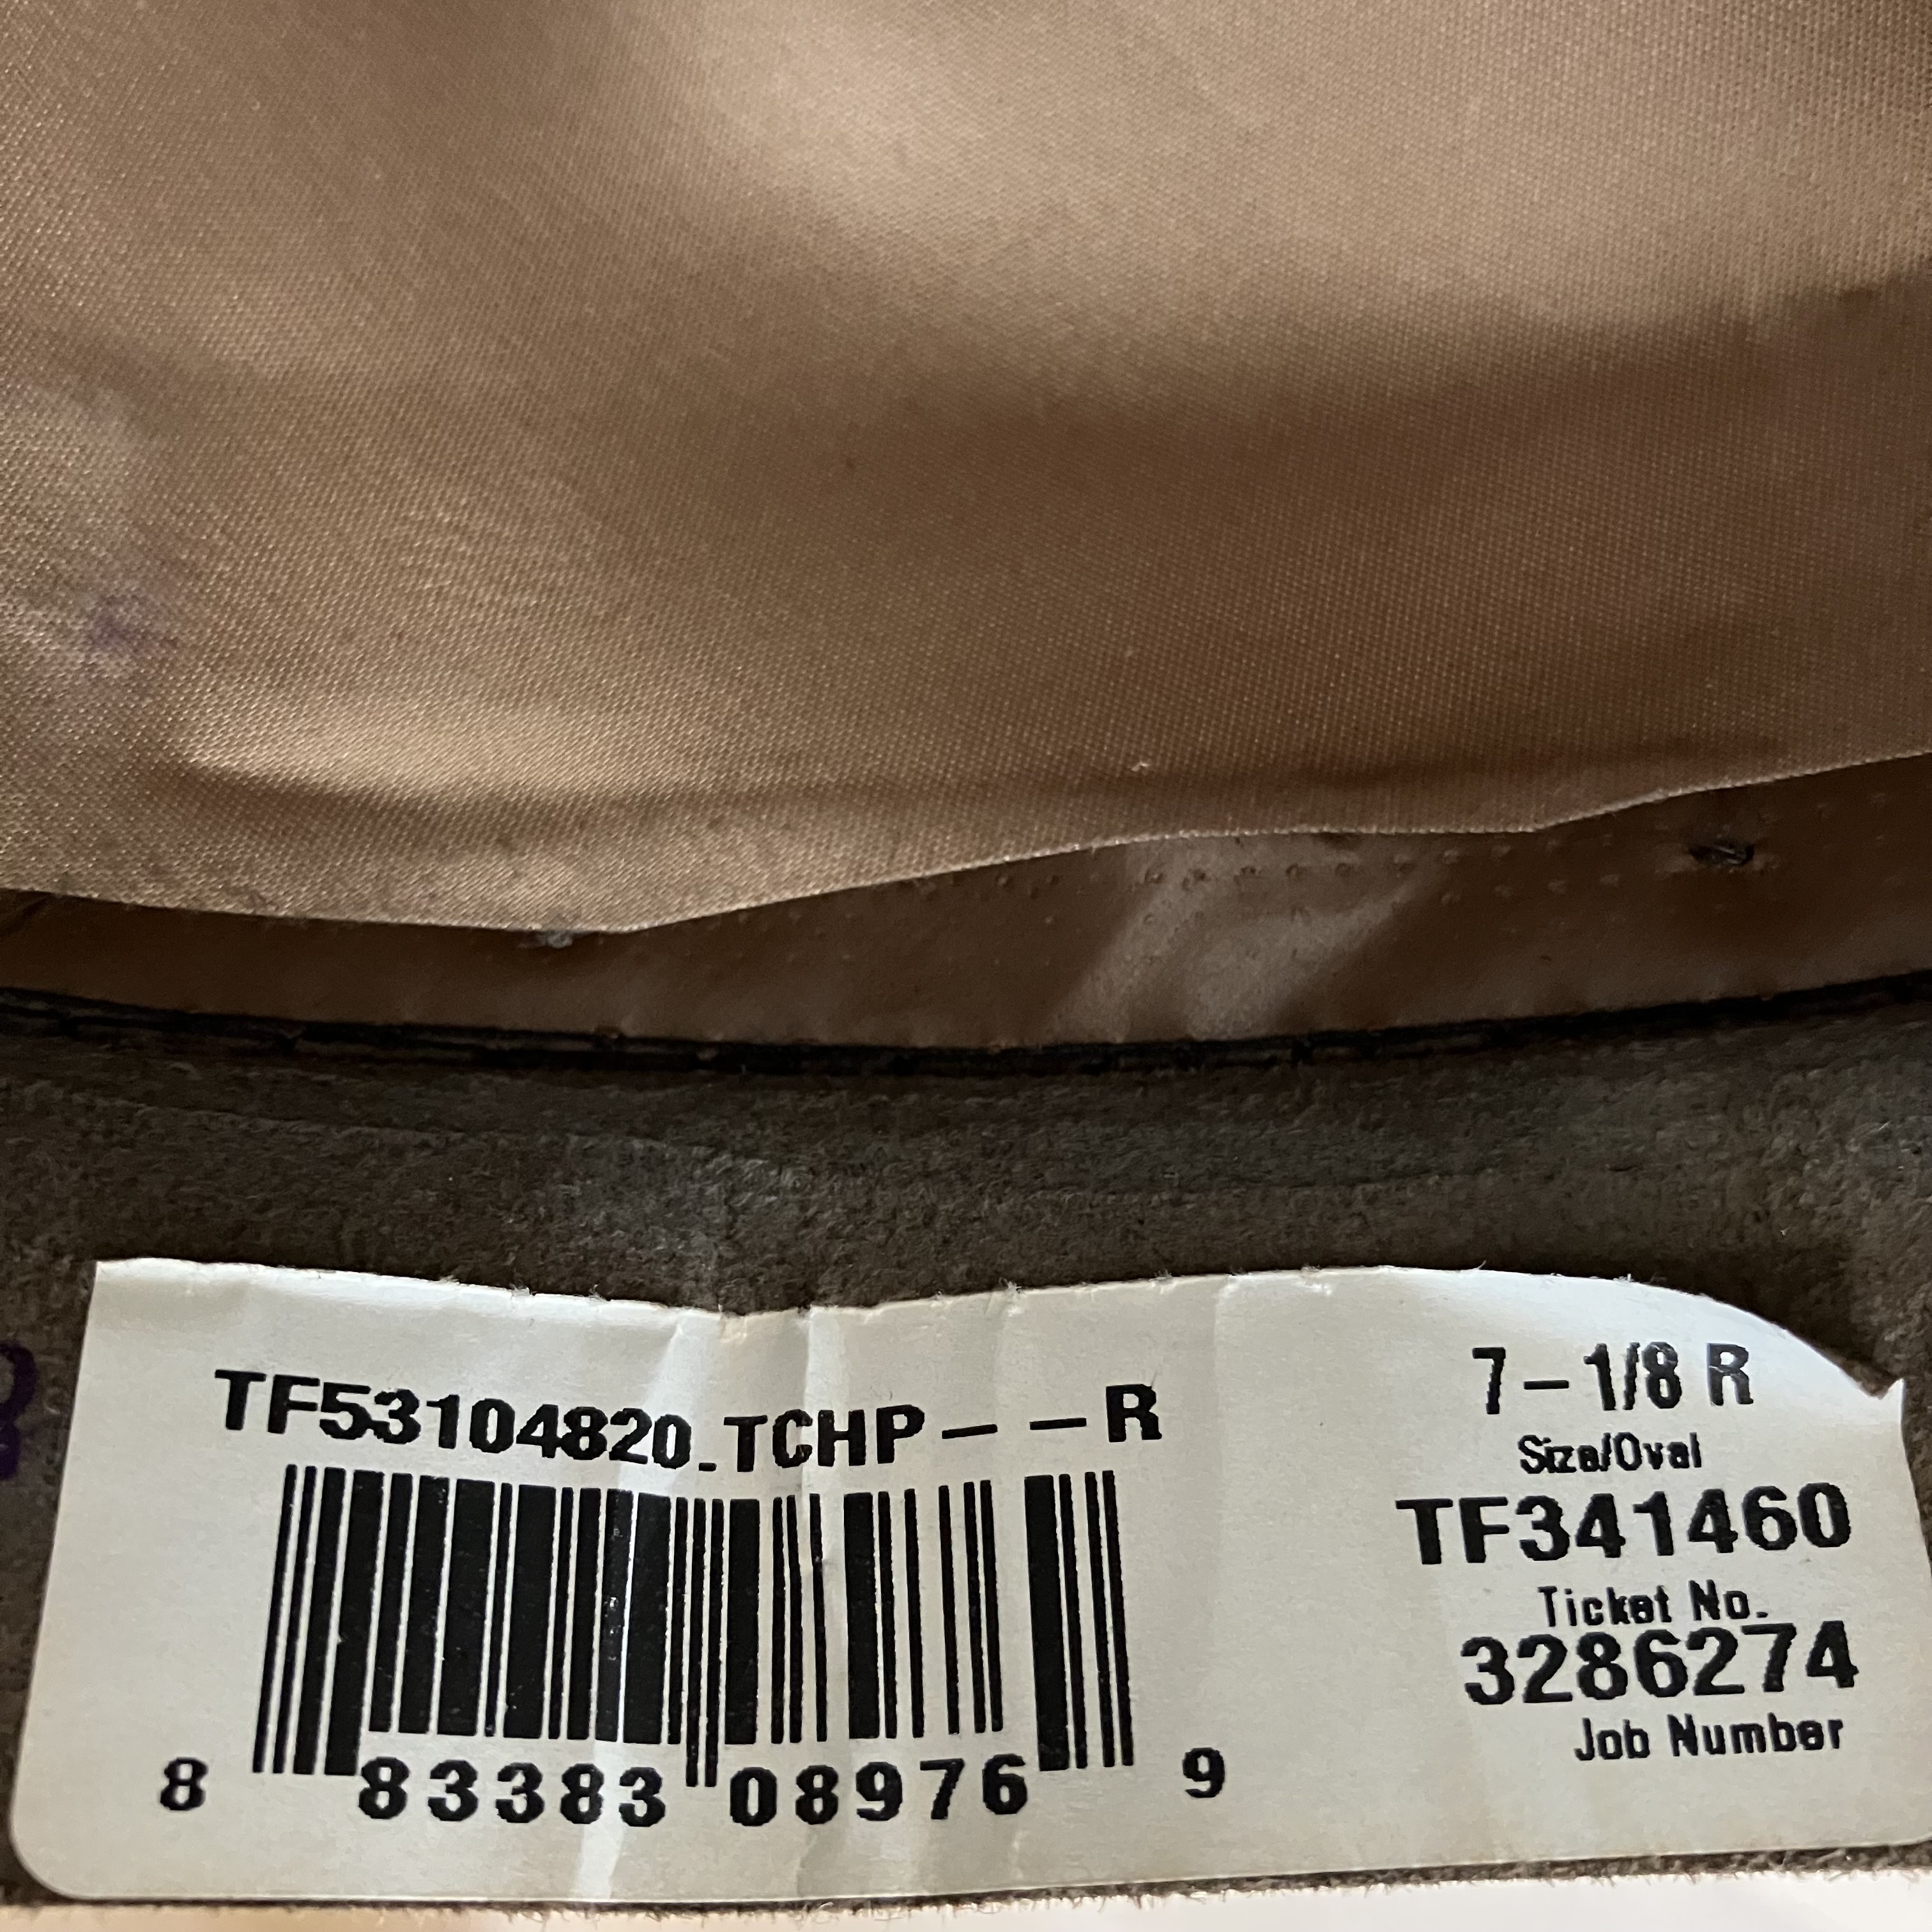 TF53104820_TCHP - - R
8 83383 08976 9
7 - 1/8 R
Size/Oval
TF341460
Ticket No.
3286274
Job Number